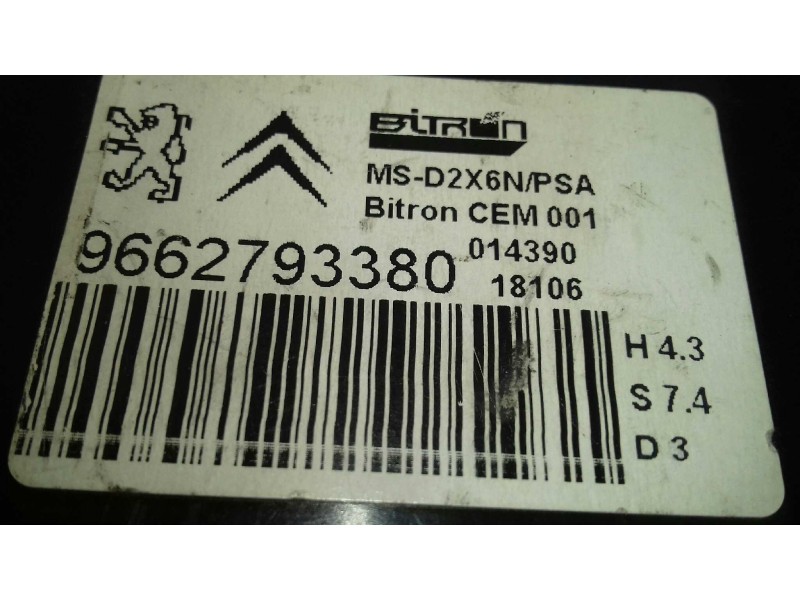 BiTRON
MS-D2X6N/PSA
Bitron CEM 001
014390
9662793380
18106
H 4.3
S 7.4
D 3